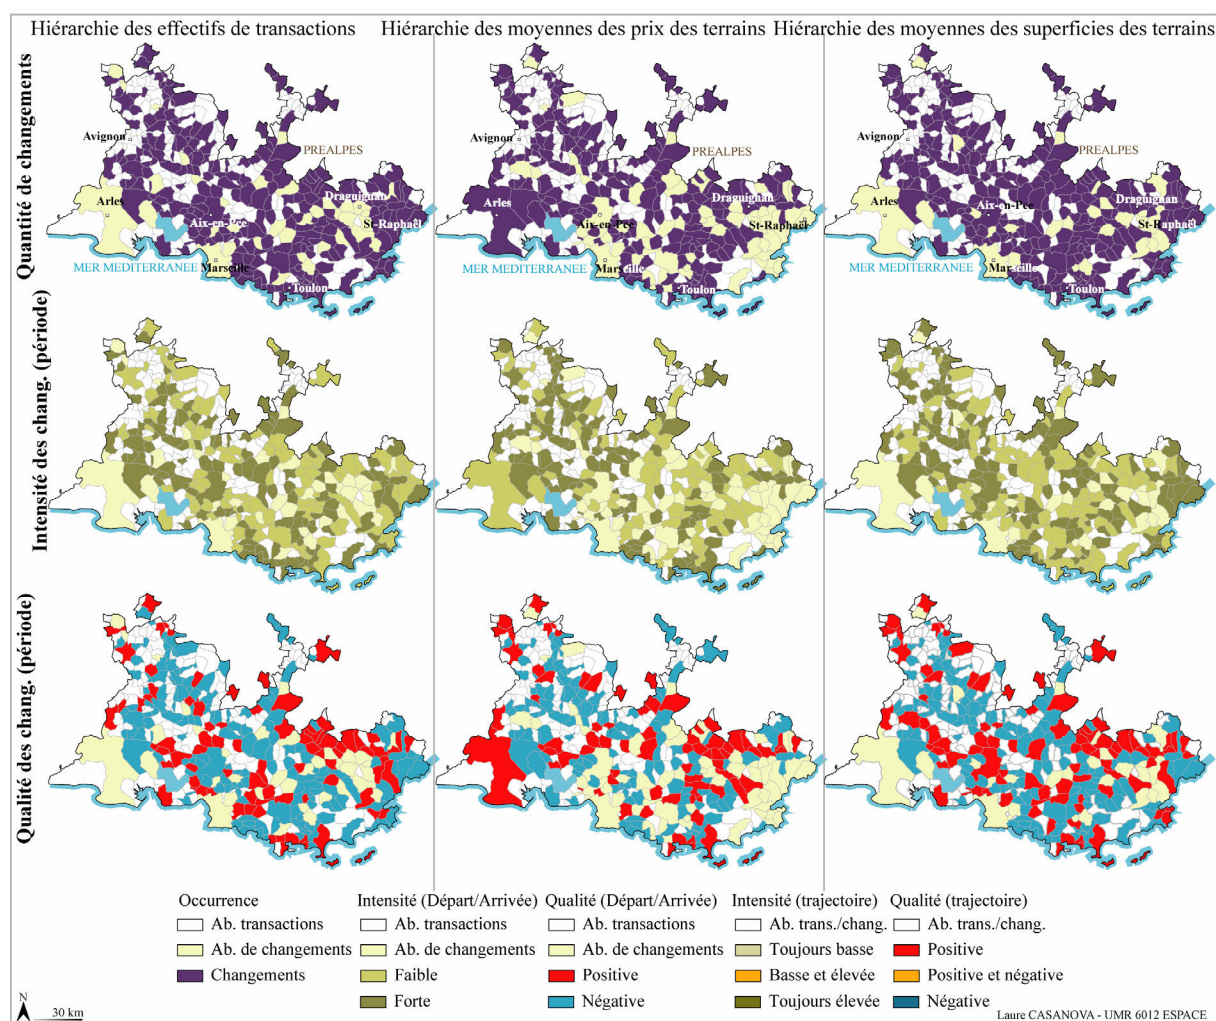 Hiérarchie des effectifs de transactions
Hiérarchie des moyennes des prix des terrains
Hiérarchie des moyennes des superficies des terrains
Quantité de changements
Avignon
PREALPES
Arles
Draguignan
Aix-en-Pce
St-Raphaël
MER MEDITERRANEE
Marseille
Toulon
Avignon
PREALPES
Arles
Draguignan
Aix-en-Pce
St-Raphaël
MER MEDITERRANEE
Marseille
Toulon
Avignon
PREALPES
Arles
Draguignan
Aix-en-Pce
St-Raphaël
MER MEDITERRANEE
Marseille
Toulon
Intensité des chang. (période)
Qualité des chang. (période)
Occurrence
Ab. transactions
Ab. de changements
Changements
Intensité (Départ/Arrivée)
Ab. transactions
Ab. de changements
Faible
Forte
Qualité (Départ/Arrivée)
Ab. transactions
Ab. de changements
Positive
Négative
Intensité (trajectoire)
Ab. trans./chang.
Toujours basse
Basse et élevée
Toujours élevée
Qualité (trajectoire)
Ab. trans./chang.
Positive
Positive et négative
Négative
N
30 km
Laure CASANOVA - UMR 6012 ESPACE